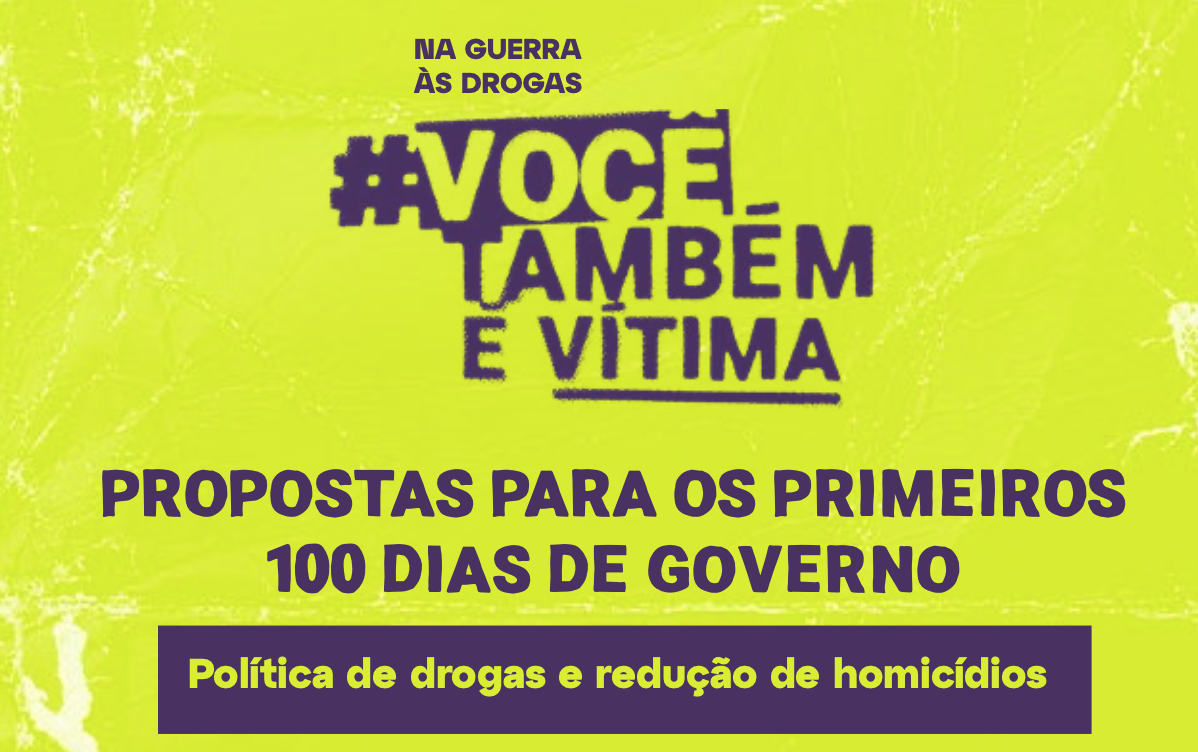 NA GUERRA
ÀS DROGAS
#VOCÊ
TAMBÉM
É VÍTIMA
PROPOSTAS PARA OS PRIMEIROS
100 DIAS DE GOVERNO
Política de drogas e redução de homicídios